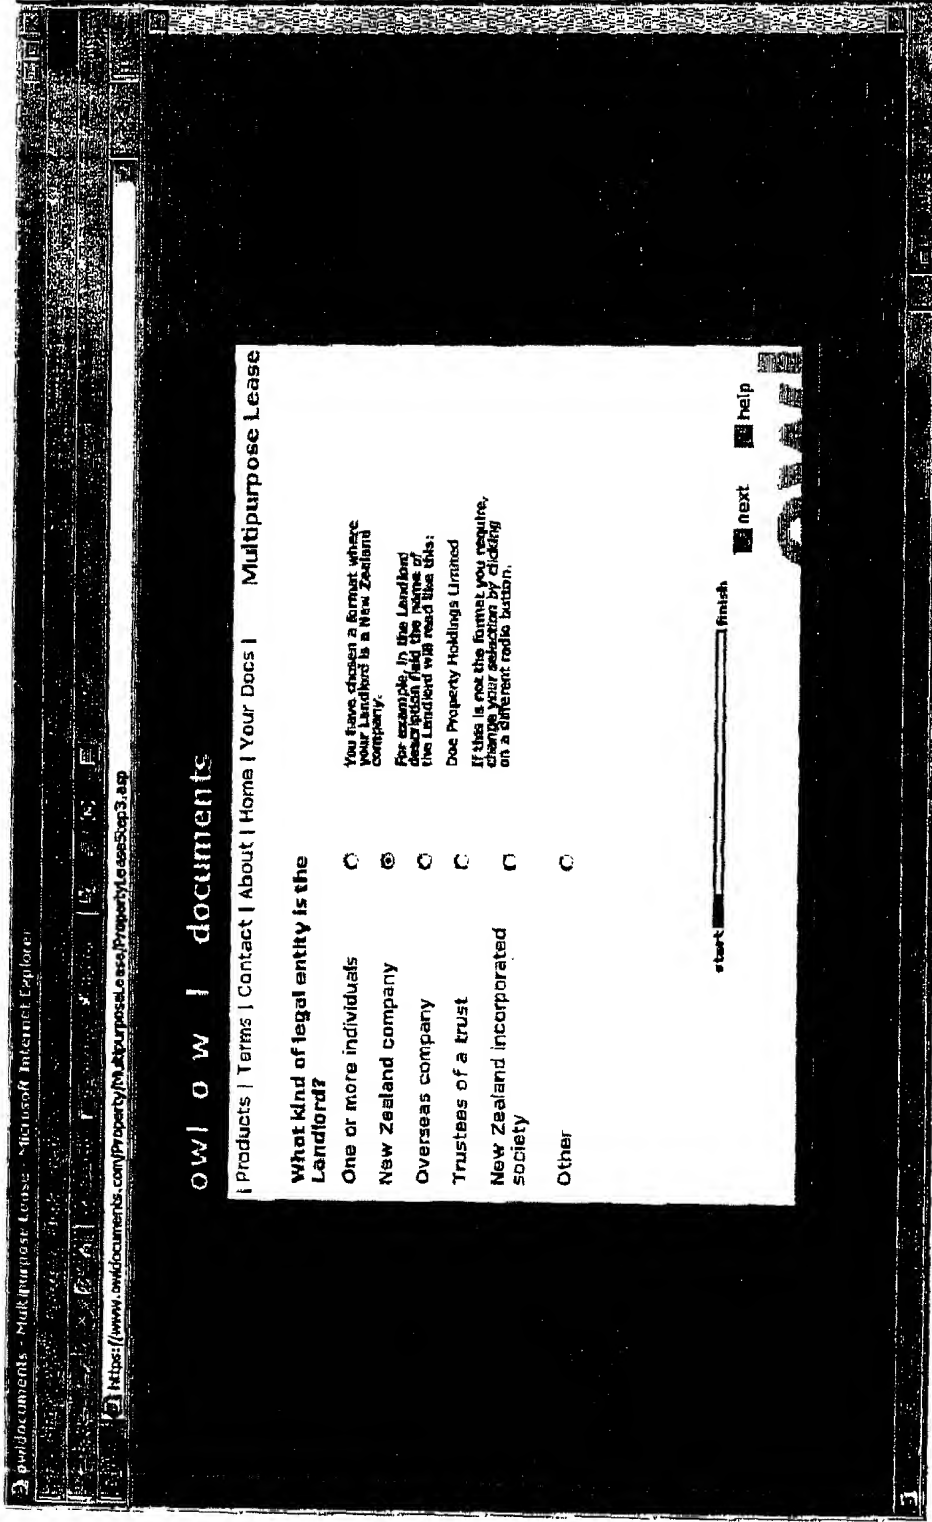 owldocuments - Multipurpose Lease - Microsoft Internet Explorer
https://www.owldocuments.com/Property/MultipurposeLease/PropertyLeaseStep3.asp
owl o w l documents
| Products | Terms | Contact | About | Home | Your Docs |
Multipurpose Lease
What kind of legal entity is the
Landlord?
One or more individuals
New Zealand company
Overseas company
Trustees of a trust
New Zealand incorporated
society
Other
You have chosen a format where
your Landlord is a New Zealand
company.
For example, in the Landlord
description field the name of
the Landlord will read like this:
Doe Property Holdings Limited
If this is not the format you require,
change your selection by clicking
on a different radio button.
start
finish
next
help
owl